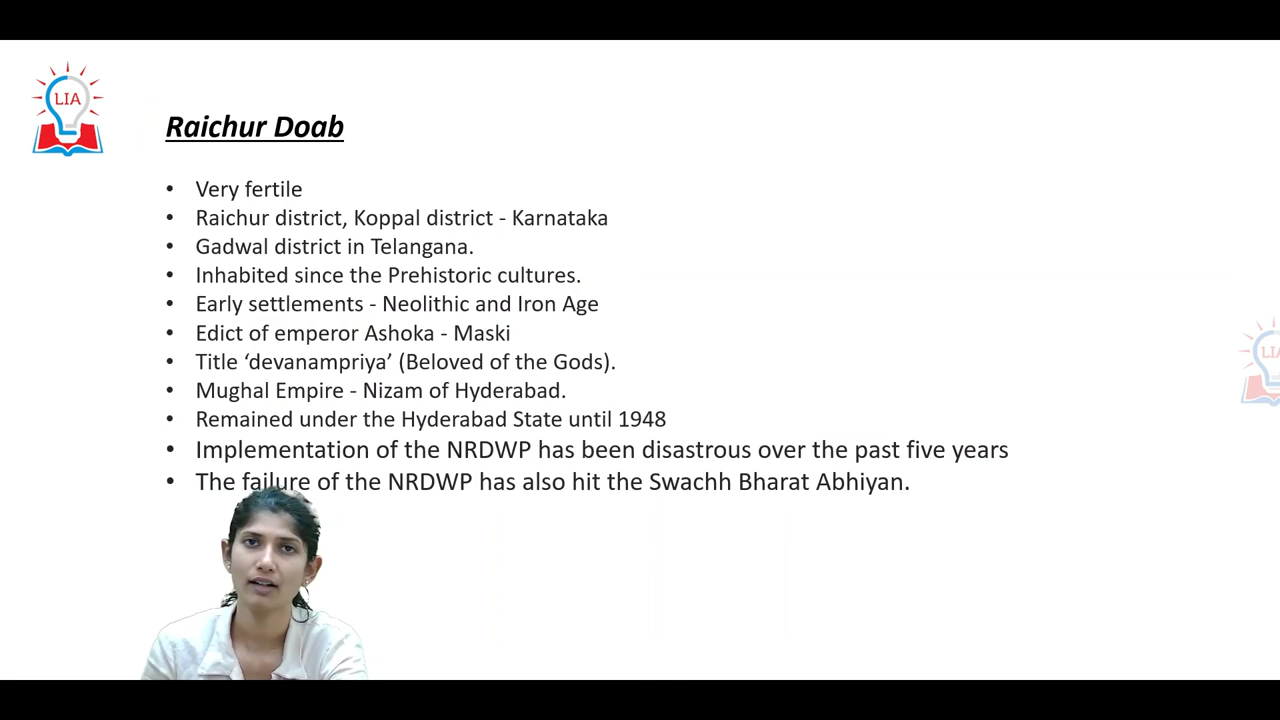 LIA
Raichur Doab
• Very fertile
• Raichur district, Koppal district - Karnataka
• Gadwal district in Telangana.
• Inhabited since the Prehistoric cultures.
• Early settlements - Neolithic and Iron Age
• Edict of emperor Ashoka - Maski
• Title ‘devanampriya’ (Beloved of the Gods).
• Mughal Empire - Nizam of Hyderabad.
• Remained under the Hyderabad State until 1948
• Implementation of the NRDWP has been disastrous over the past five years
• The failure of the NRDWP has also hit the Swachh Bharat Abhiyan.
LIA